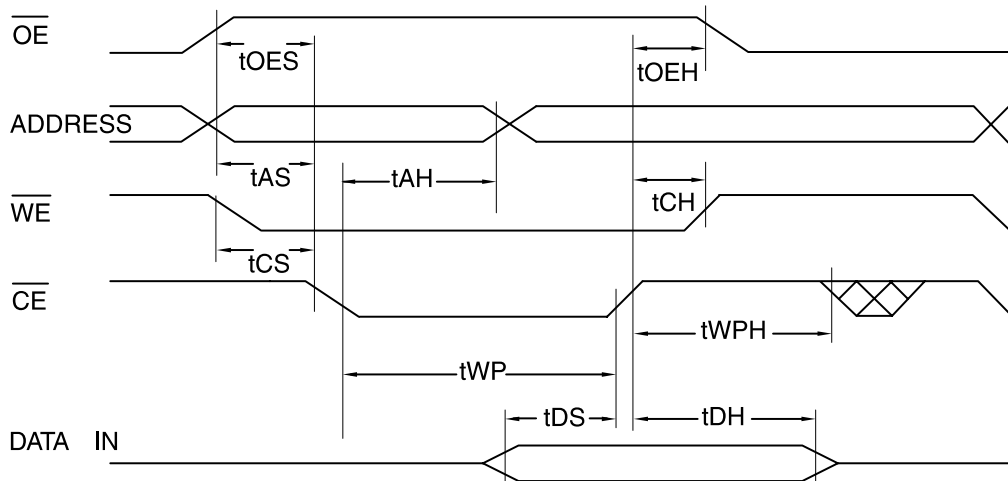 OE
tOES
tOEH
ADDRESS
tAS
tAH
tCH
WE
tCS
CE
tWPH
tWP
tDS
tDH
DATA IN